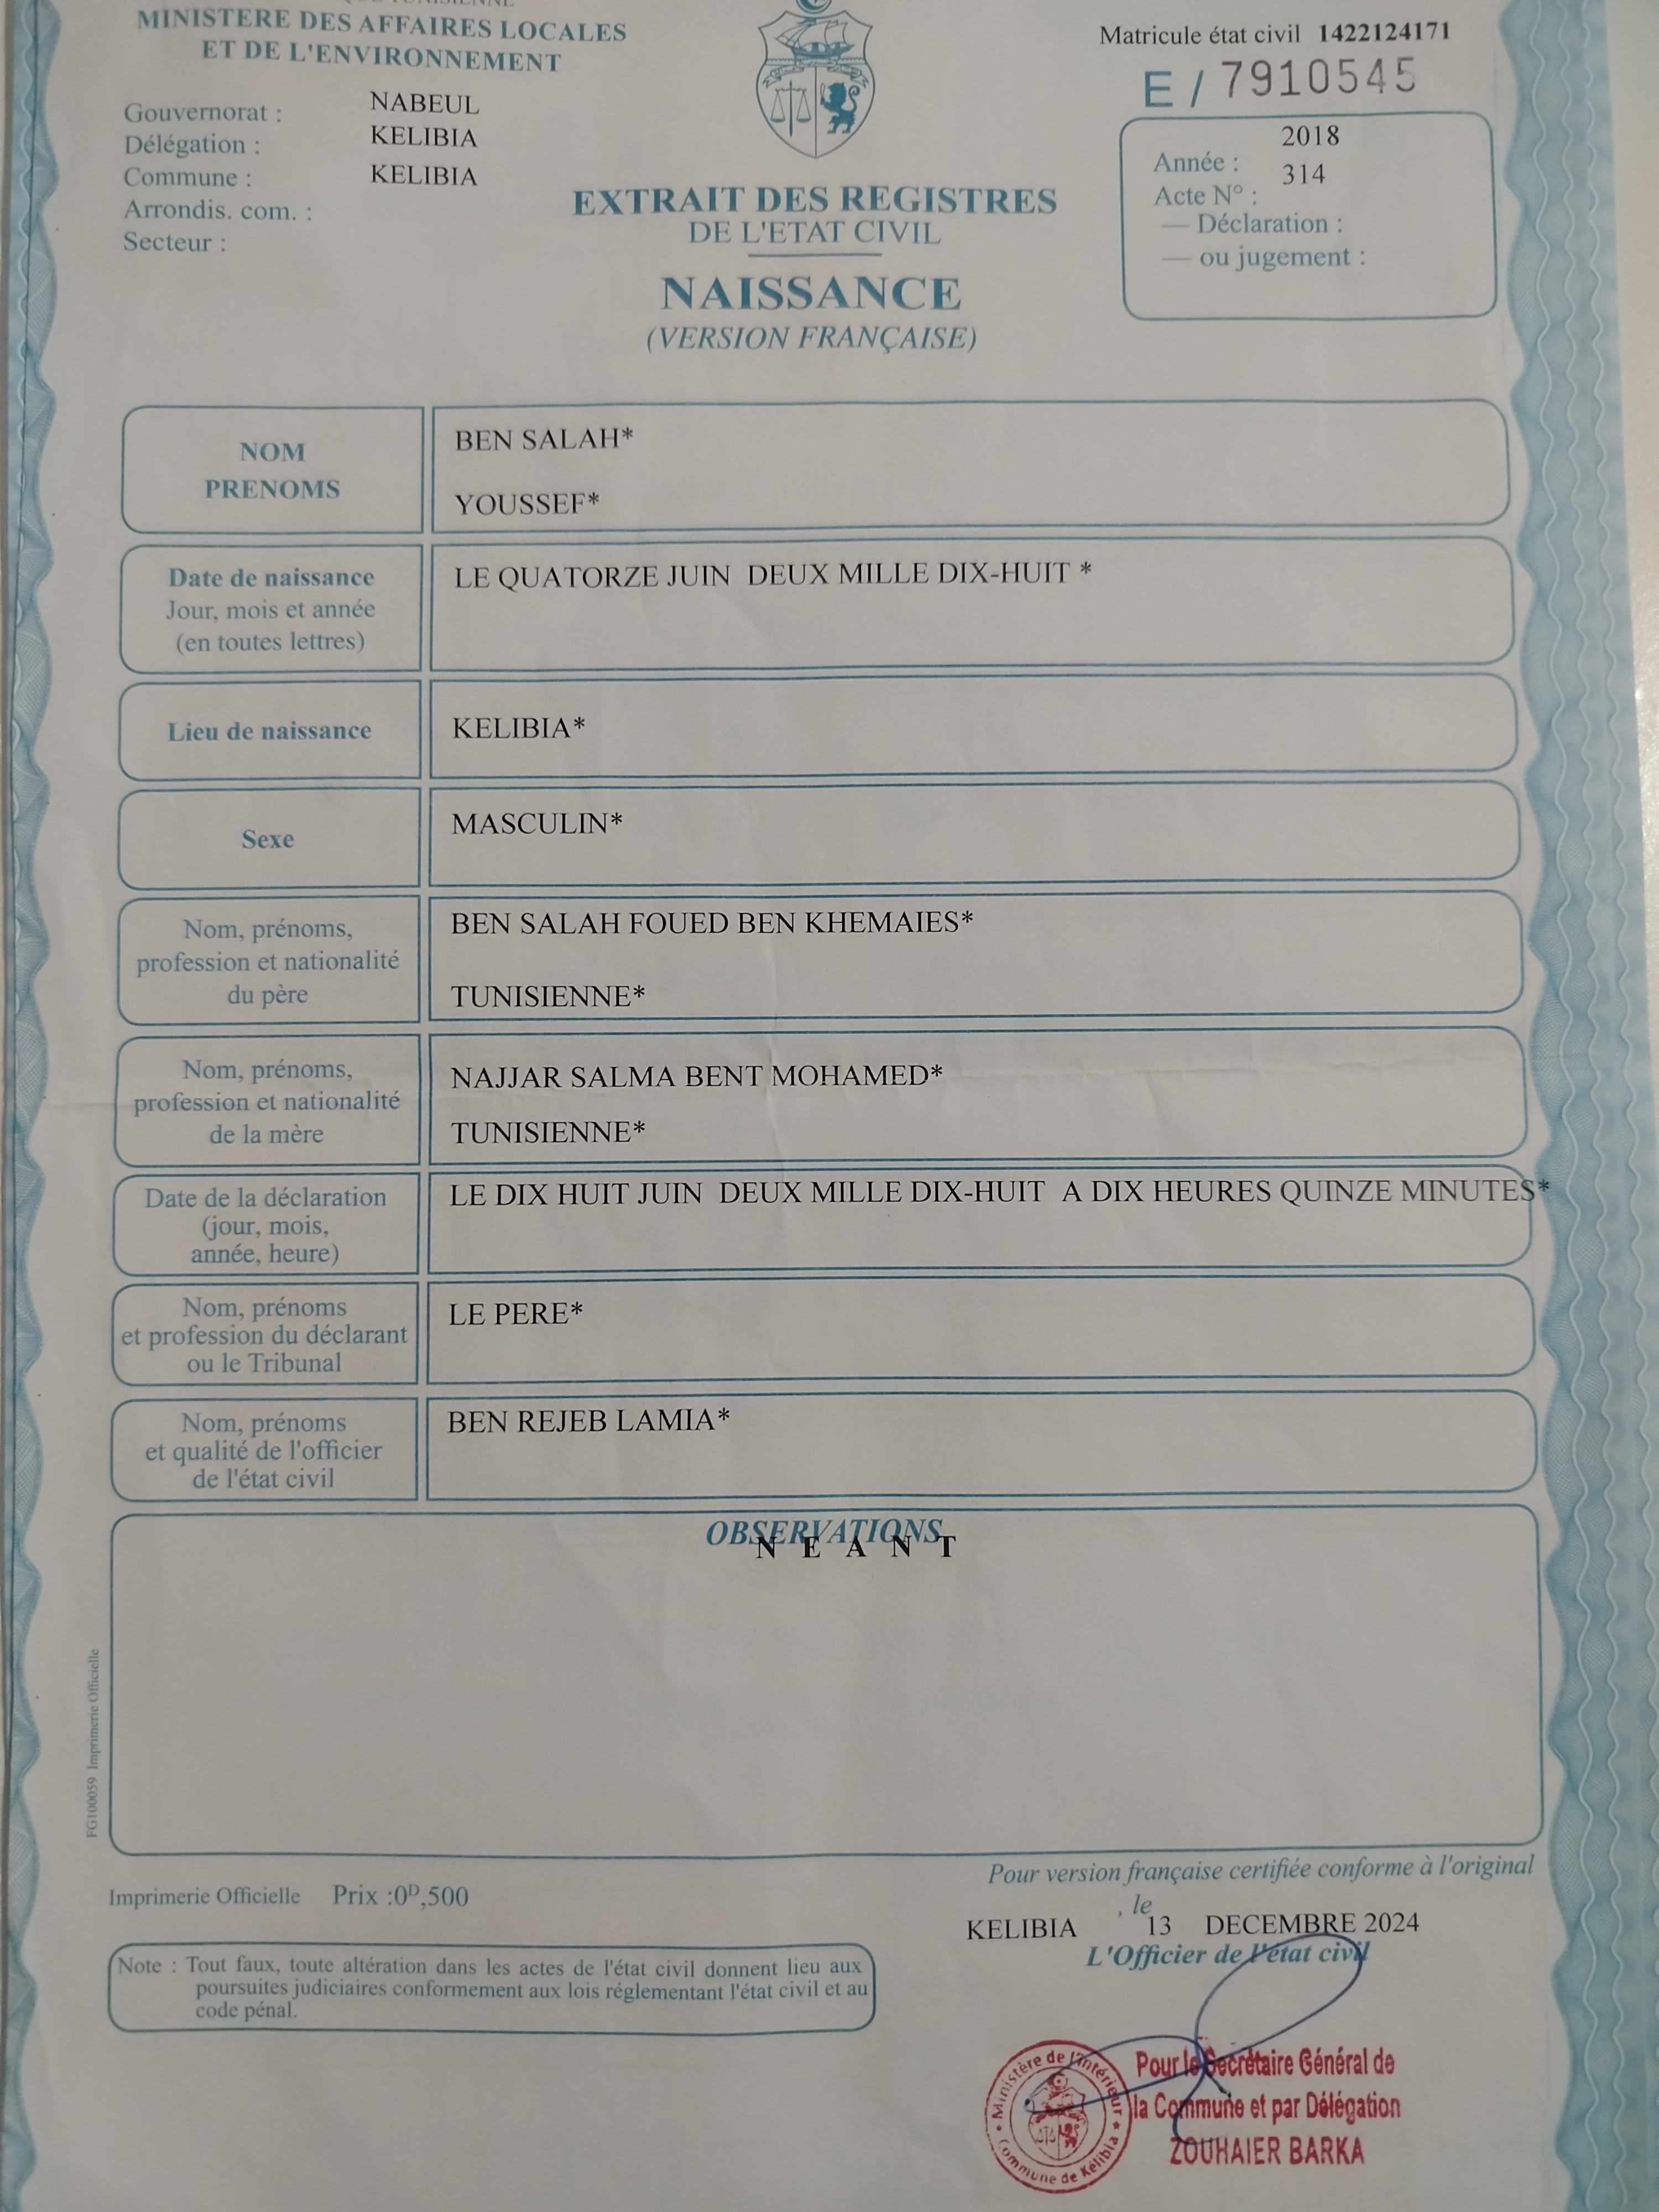 MINISTERE DES AFFAIRES LOCALES
ET DE L'ENVIRONNEMENT
Gouvernorat : NABEUL
Délégation : KELIBIA
Commune : KELIBIA
Arrondis. com. :
Secteur :
Matricule état civil 1422124171
E / 7910545
2018
Année :
314
Acte N° :
— Déclaration :
— ou jugement :
EXTRAIT DES REGISTRES
DE L'ETAT CIVIL
NAISSANCE
(VERSION FRANÇAISE)
NOM
PRENOMS
BEN SALAH*
YOUSSEF*
Date de naissance
Jour, mois et année
(en toutes lettres)
LE QUATORZE JUIN DEUX MILLE DIX-HUIT *
Lieu de naissance
KELIBIA*
Sexe
MASCULIN*
Nom, prénoms,
profession et nationalité
du père
BEN SALAH FOUED BEN KHEMAIES*
TUNISIENNE*
Nom, prénoms,
profession et nationalité
de la mère
NAJJAR SALMA BENT MOHAMED*
TUNISIENNE*
Date de la déclaration
(jour, mois,
année, heure)
LE DIX HUIT JUIN DEUX MILLE DIX-HUIT A DIX HEURES QUINZE MINUTES*
Nom, prénoms
et profession du déclarant
ou le Tribunal
LE PERE*
Nom, prénoms
et qualité de l'officier
de l'état civil
BEN REJEB LAMIA*
OBSERVATIONS
N E A N T
FG100059 Imprimerie Officielle
Pour version française certifiée conforme à l'original
Imprimerie Officielle Prix :0ᴰ,500
, le
KELIBIA 13 DECEMBRE 2024
L'Officier de l'état civil
Note : Tout faux, toute altération dans les actes de l'état civil donnent lieu aux
poursuites judiciaires conformement aux lois réglementant l'état civil et au
code pénal.
Ministère de l'Intérieur
Commune de Kélibia
Pour le Secrétaire Général de
la Commune et par Délégation
ZOUHAIER BARKA